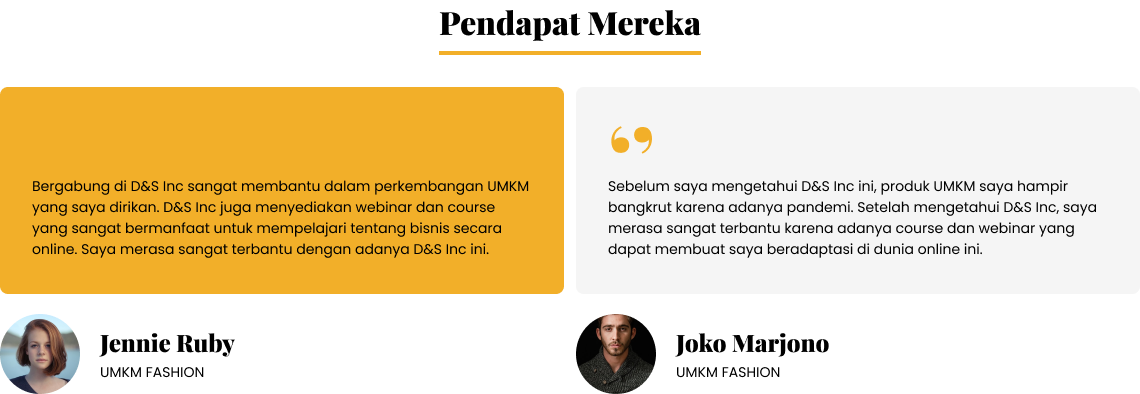 Pendapat Mereka
Bergabung di D&S Inc sangat membantu dalam perkembangan UMKM
yang saya dirikan. D&S Inc juga menyediakan webinar dan course
yang sangat bermanfaat untuk mempelajari tentang bisnis secara
online. Saya merasa sangat terbantu dengan adanya D&S Inc ini.
Jennie Ruby
UMKM FASHION
Sebelum saya mengetahui D&S Inc ini, produk UMKM saya hampir
bangkrut karena adanya pandemi. Setelah mengetahui D&S Inc, saya
merasa sangat terbantu karena adanya course dan webinar yang
dapat membuat saya beradaptasi di dunia online ini.
Joko Marjono
UMKM FASHION